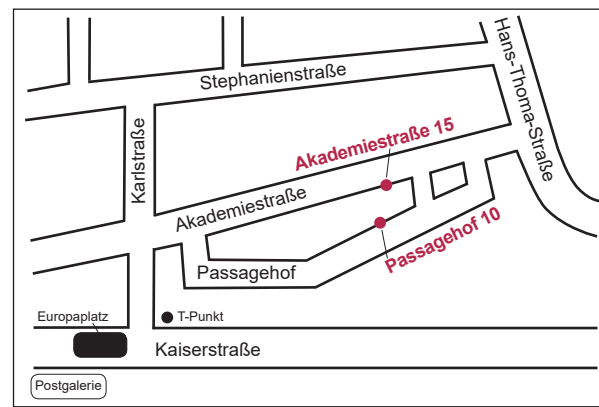 Hans-Thoma-Straße
Stephanienstraße
Akademiestraße 15
Karlstraße
Akademiestraße
Passagehof 10
Passagehof
Europaplatz
T-Punkt
Kaiserstraße
Postgalerie